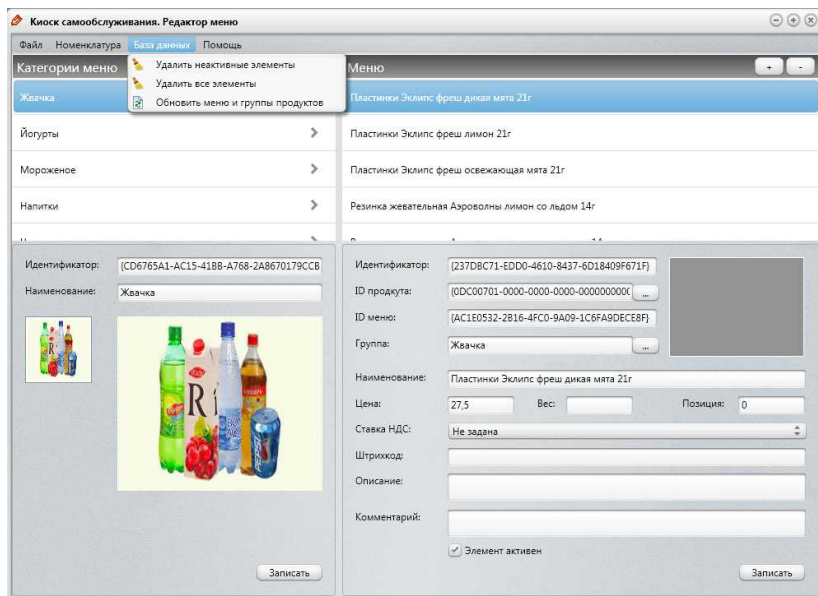 Киоск самообслуживания. Редактор меню
Файл Номенклатура База данных Помощь
Удалить неактивные элементы
Удалить все элементы
Обновить меню и группы продуктов
Категории меню
Меню
+ -
Жвачка
Йогурты
Мороженое
Напитки
Пластинки Эклипс фреш дикая мята 21г
Пластинки Эклипс фреш лимон 21г
Пластинки Эклипс фреш освежающая мята 21г
Резинка жевательная Аэроволны лимон со льдом 14г
Идентификатор: {CD6765A1-AC15-41BB-A768-2A8670179CCB
Наименование: Жвачка
Записать
Идентификатор: {237DBC71-EDD0-4610-8437-6D18409F671F}
ID продкута: {0DC00701-0000-0000-0000-000000000( ...
ID меню: {AC1E0532-2B16-4FC0-9A09-1C6FA9DECE8F}
Группа: Жвачка ...
Наименование: Пластинки Эклипс фреш дикая мята 21г
Цена: 27,5 Вес: Позиция: 0
Ставка НДС: Не задана
Штрихкод:
Описание:
Комментарий:
Элемент активен
Записать